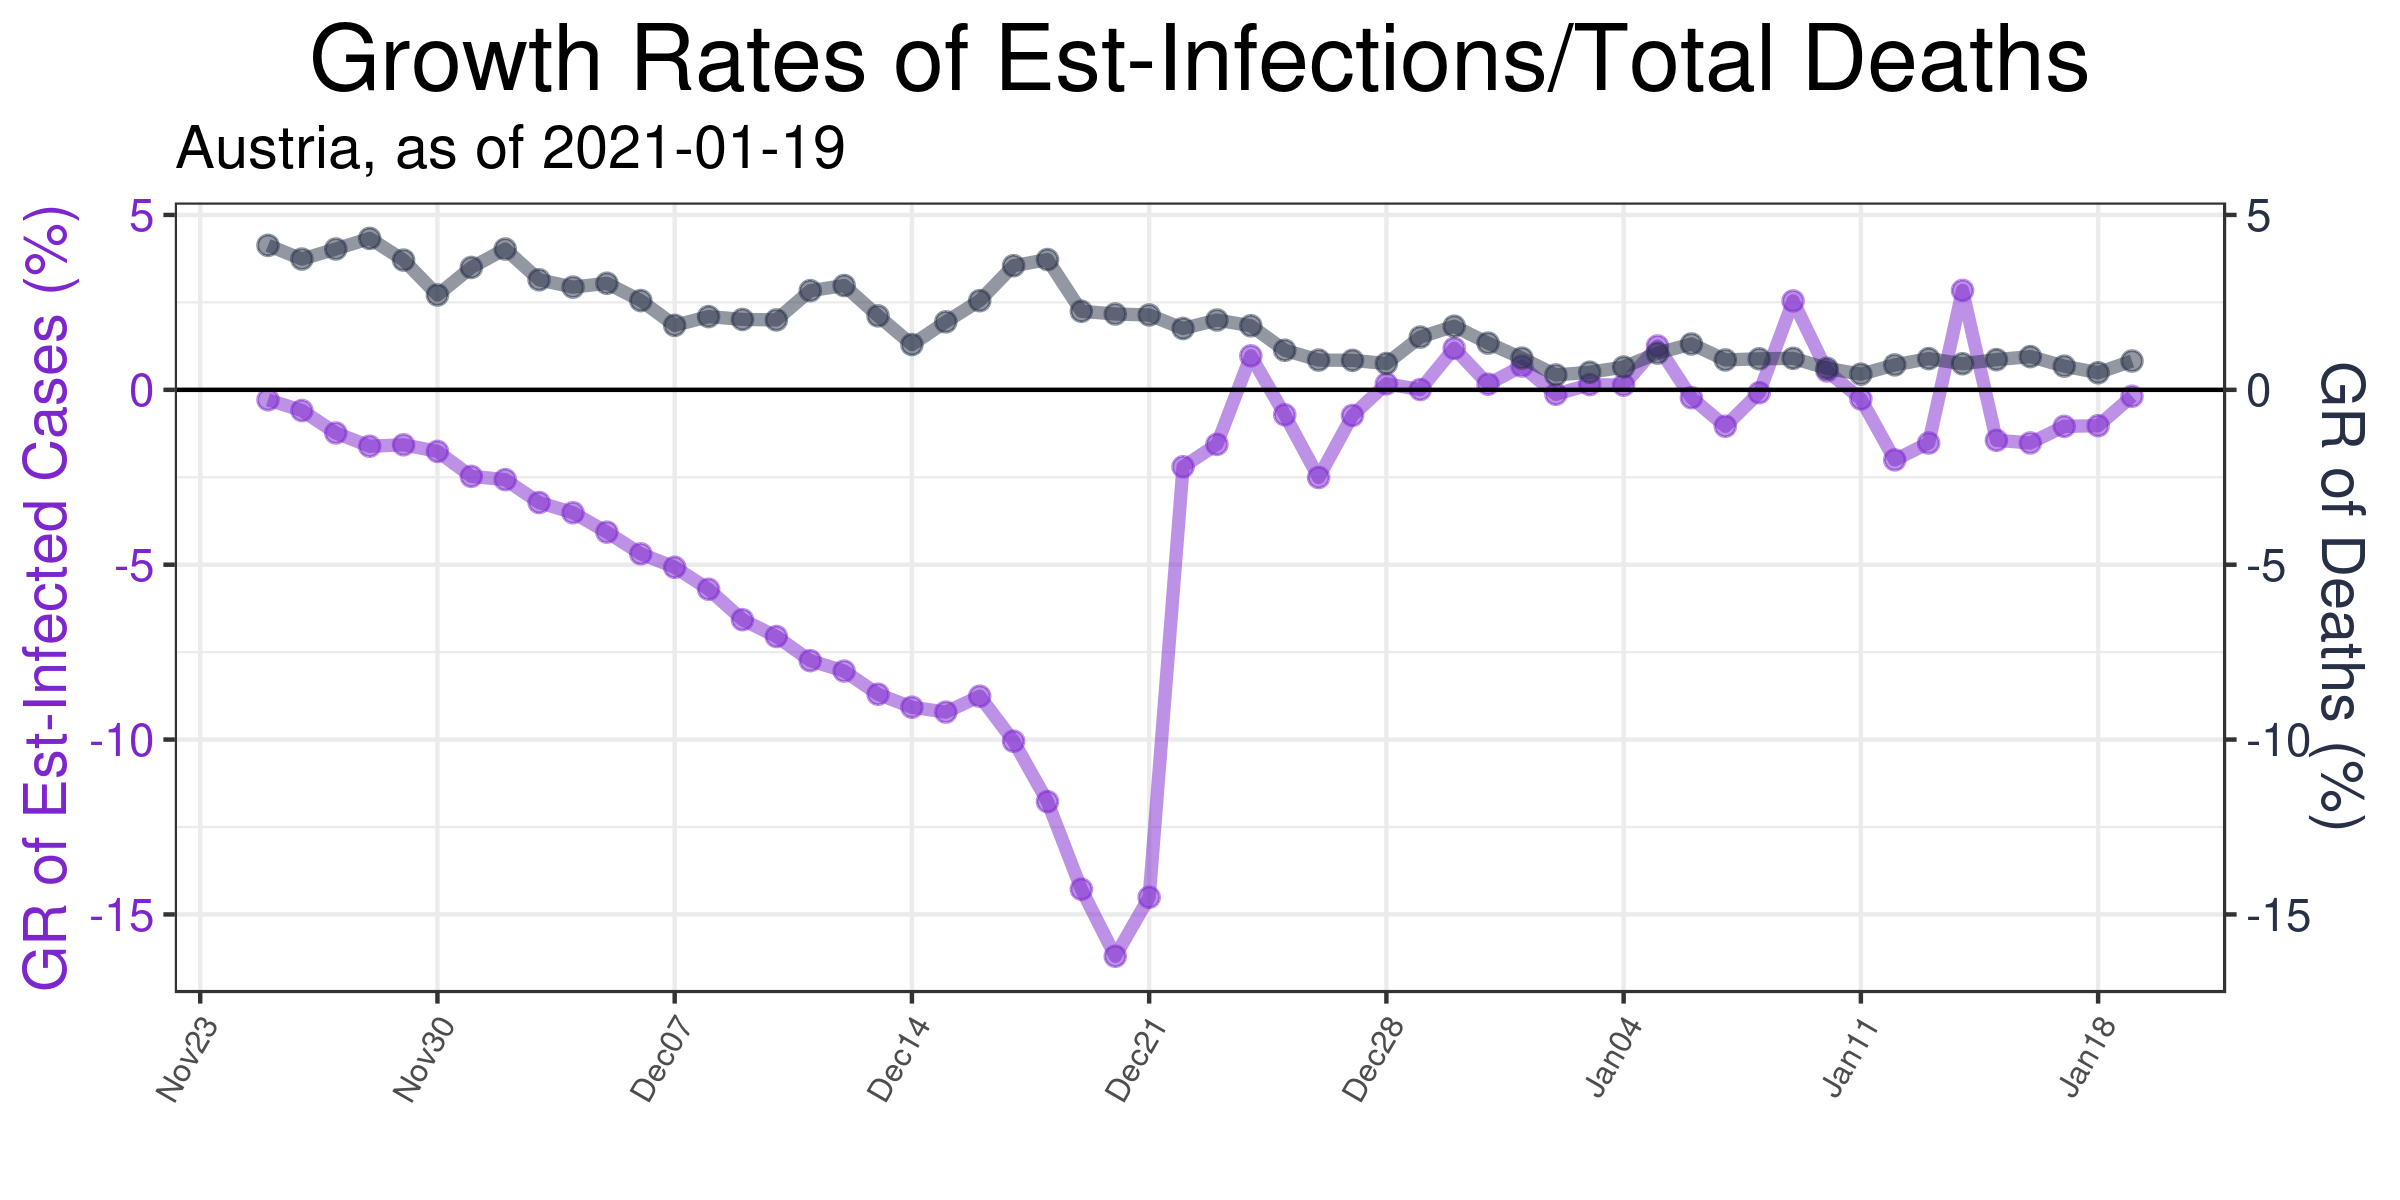 Growth Rates of Est-Infections/Total Deaths
Austria, as of 2021-01-19
GR of Est-Infected Cases (%)
5
0
-5
-10
-15
5
0
-5
-10
-15
GR of Deaths (%)
Nov23
Nov30
Dec07
Dec14
Dec21
Dec28
Jan04
Jan11
Jan18